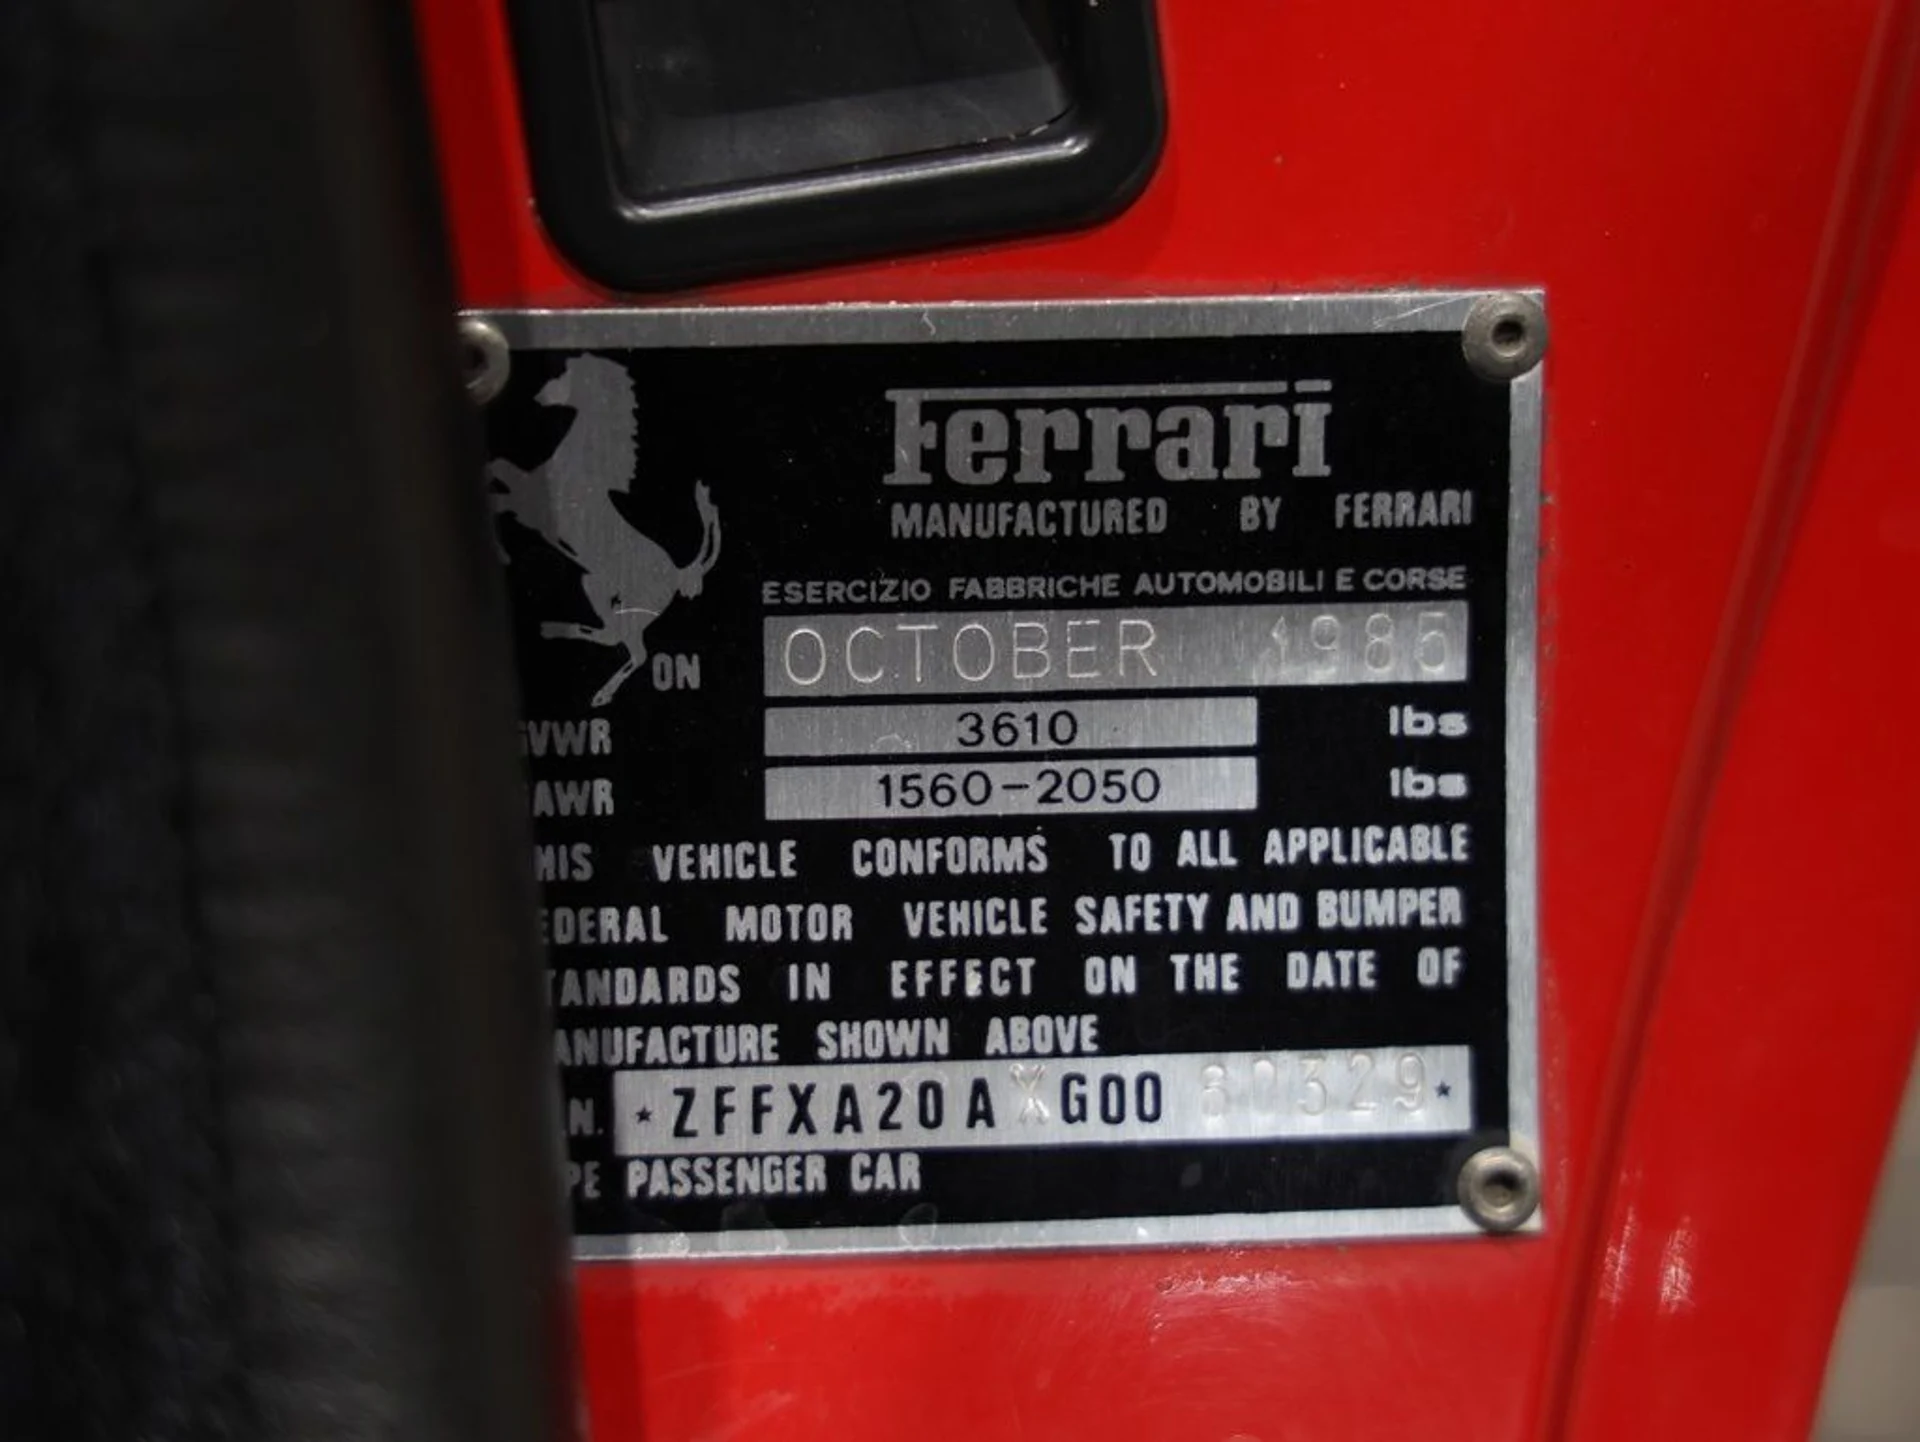 Ferrari
MANUFACTURED BY FERRARI
ESERCIZIO FABBRICHE AUTOMOBILI E CORSE
ON OCTOBER 1985
VWR 3610 lbs
AWR 1560-2050 lbs
HIS VEHICLE CONFORMS TO ALL APPLICABLE
EDERAL MOTOR VEHICLE SAFETY AND BUMPER
TANDARDS IN EFFECT ON THE DATE OF
ANUFACTURE SHOWN ABOVE
.N. *ZFFXA20AXG0060329*
PE PASSENGER CAR